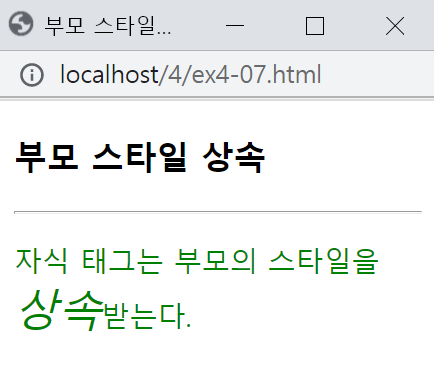 부모 스타일...
localhost/4/ex4-07.html
부모 스타일 상속
자식 태그는 부모의 스타일을
상속받는다.